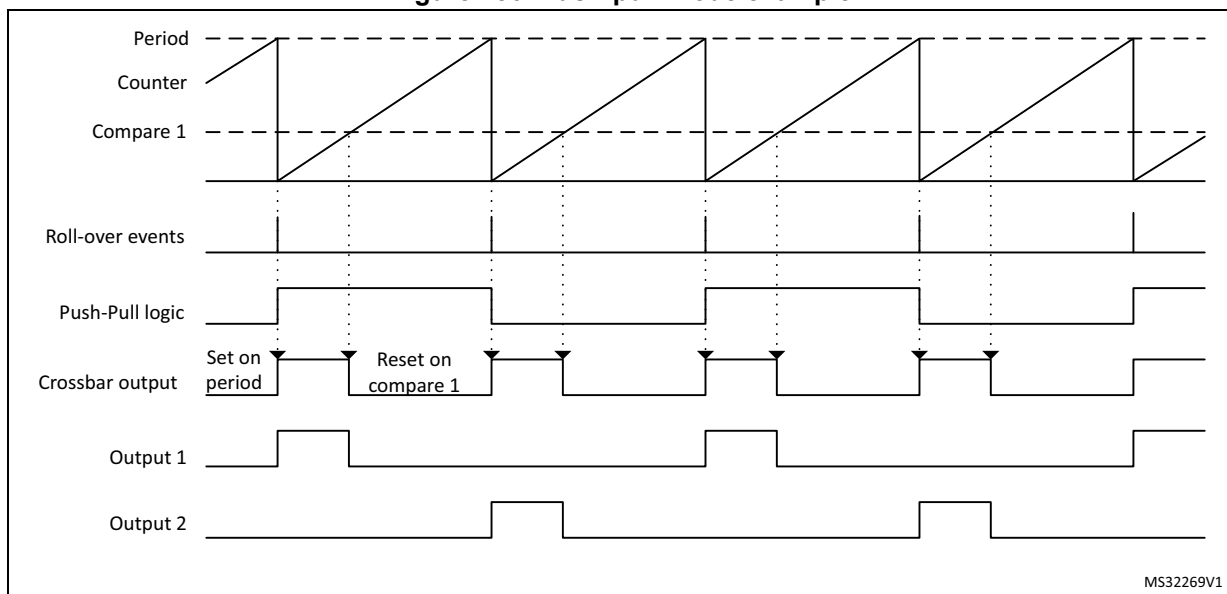 Period
Counter
Compare 1
Roll-over events
Push-Pull logic
Crossbar output
Set on
period
Reset on
compare 1
Output 1
Output 2
MS32269V1